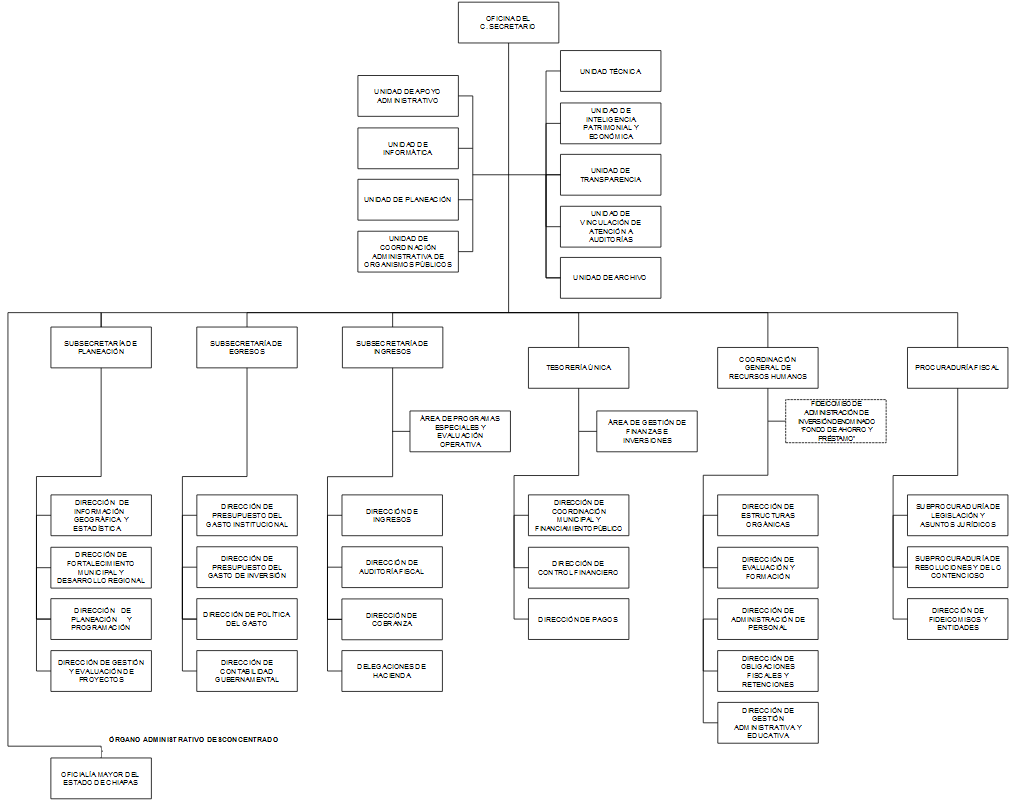 OFICINA DEL
C. SECRETARIO
UNIDAD TÉCNICA
UNIDAD DE APOYO
ADMINISTRATIVO
UNIDAD DE
INTELIGENCIA
PATRIMONIAL Y
ECONÓMICA
UNIDAD DE
INFORMÁTICA
UNIDAD DE
TRANSPARENCIA
UNIDAD DE PLANEACIÓN
UNIDAD DE
VINCULACIÓN DE
ATENCIÓN A
AUDITORÍAS
UNIDAD DE
COORDINACIÓN
ADMINISTRATIVA DE
ORGANISMOS PÚBLICOS
UNIDAD DE ARCHIVO
SUBSECRETARÍA DE
PLANEACIÓN
SUBSECRETARÍA DE
EGRESOS
SUBSECRETARÍA DE
INGRESOS
TESORERÍA ÚNICA
COORDINACIÓN
GENERAL DE
RECURSOS HUMANOS
PROCURADURÍA FISCAL
ÁREA DE PROGRAMAS
ESPECIALES Y
EVALUACIÓN
OPERATIVA
ÁREA DE GESTIÓN DE
FINANZAS E
INVERSIONES
FIDEICOMISO DE
ADMINISTRACIÓN DE
INVERSIÓN DENOMINADO
"FONDO DE AHORRO Y
PRÉSTAMO"
DIRECCIÓN DE
INFORMACIÓN
GEOGRÁFICA Y
ESTADÍSTICA
DIRECCIÓN DE
PRESUPUESTO DEL
GASTO INSTITUCIONAL
DIRECCIÓN DE
INGRESOS
DIRECCIÓN DE
COORDINACIÓN
MUNICIPAL Y
FINANCIAMIENTO PÚBLICO
DIRECCIÓN DE
ESTRUCTURAS
ORGÁNICAS
SUBPROCURADURÍA DE
LEGISLACIÓN Y
ASUNTOS JURÍDICOS
DIRECCIÓN DE
FORTALECIMIENTO
MUNICIPAL Y
DESARROLLO REGIONAL
DIRECCIÓN DE
PRESUPUESTO DEL
GASTO DE INVERSIÓN
DIRECCIÓN DE
AUDITORÍA FISCAL
DIRECCIÓN DE
CONTROL FINANCIERO
DIRECCIÓN DE
EVALUACIÓN Y
FORMACIÓN
SUBPROCURADURÍA DE
RESOLUCIONES Y DE LO
CONTENCIOSO
DIRECCIÓN DE
PLANEACIÓN Y
PROGRAMACIÓN
DIRECCIÓN DE POLÍTICA
DEL GASTO
DIRECCIÓN DE
COBRANZA
DIRECCIÓN DE PAGOS
DIRECCIÓN DE
ADMINISTRACIÓN DE
PERSONAL
DIRECCIÓN DE
FIDEICOMISOS Y
ENTIDADES
DIRECCIÓN DE GESTIÓN
Y EVALUACIÓN DE
PROYECTOS
DIRECCIÓN DE
CONTABILIDAD
GUBERNAMENTAL
DELEGACIONES DE
HACIENDA
DIRECCIÓN DE
OBLIGACIONES
FISCALES Y
RETENCIONES
DIRECCIÓN DE
GESTIÓN
ADMINISTRATIVA Y
EDUCATIVA
ÓRGANO ADMINISTRATIVO DESCONCENTRADO
OFICIALÍA MAYOR DEL
ESTADO DE CHIAPAS